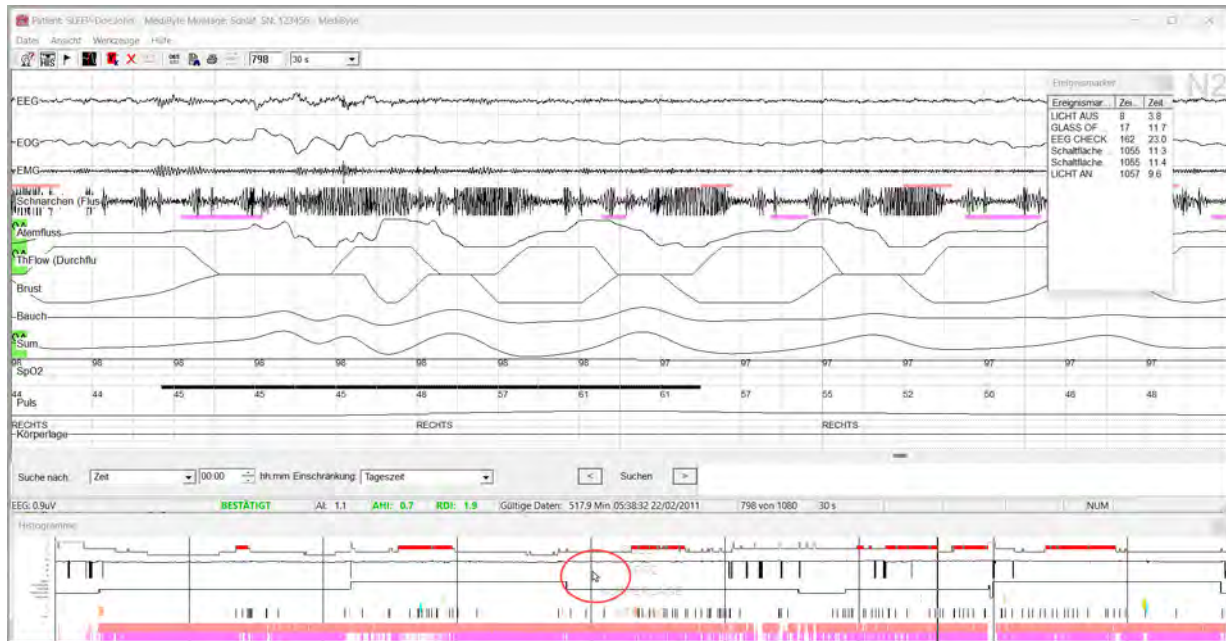 Patient: SLEEP^DoeJohn - MediByte Montage: Schlaf SN: 123456 - MediByte
Datei Ansicht Werkzeuge Hilfe
798 30 s
N2
Ereignismarker
Ereignismar... Zei... Zeit
LICHT AUS 8 3.8
GLASS OF ... 17 11.7
EEG CHECK 162 23.0
Schaltfläche ... 1055 11.3
Schaltfläche ... 1055 11.4
LICHT AN 1057 9.6
EEG
EOG
EMG
Schnarchen (Flus
Atemfluss
ThFlow (Durchflu
Brust
Bauch
Sum
98 98 98 98 98 98 98 98 97 97 97 97 97 97 97
SpO2
44 44 45 45 45 46 57 61 61 57 55 52 50 46 48
Puls
RECHTS RECHTS RECHTS
Körperlage
Suche nach: Zeit 00:00 hh:mm Einschränkung: Tageszeit < Suchen >
EEG: 0.9uV BESTÄTIGT AI: 1.1 AHI: 0.7 RDI: 1.9 Gültige Daten: 517.9 Min 05:38:32 22/02/2011 798 von 1080 30 s NUM
Histogramme